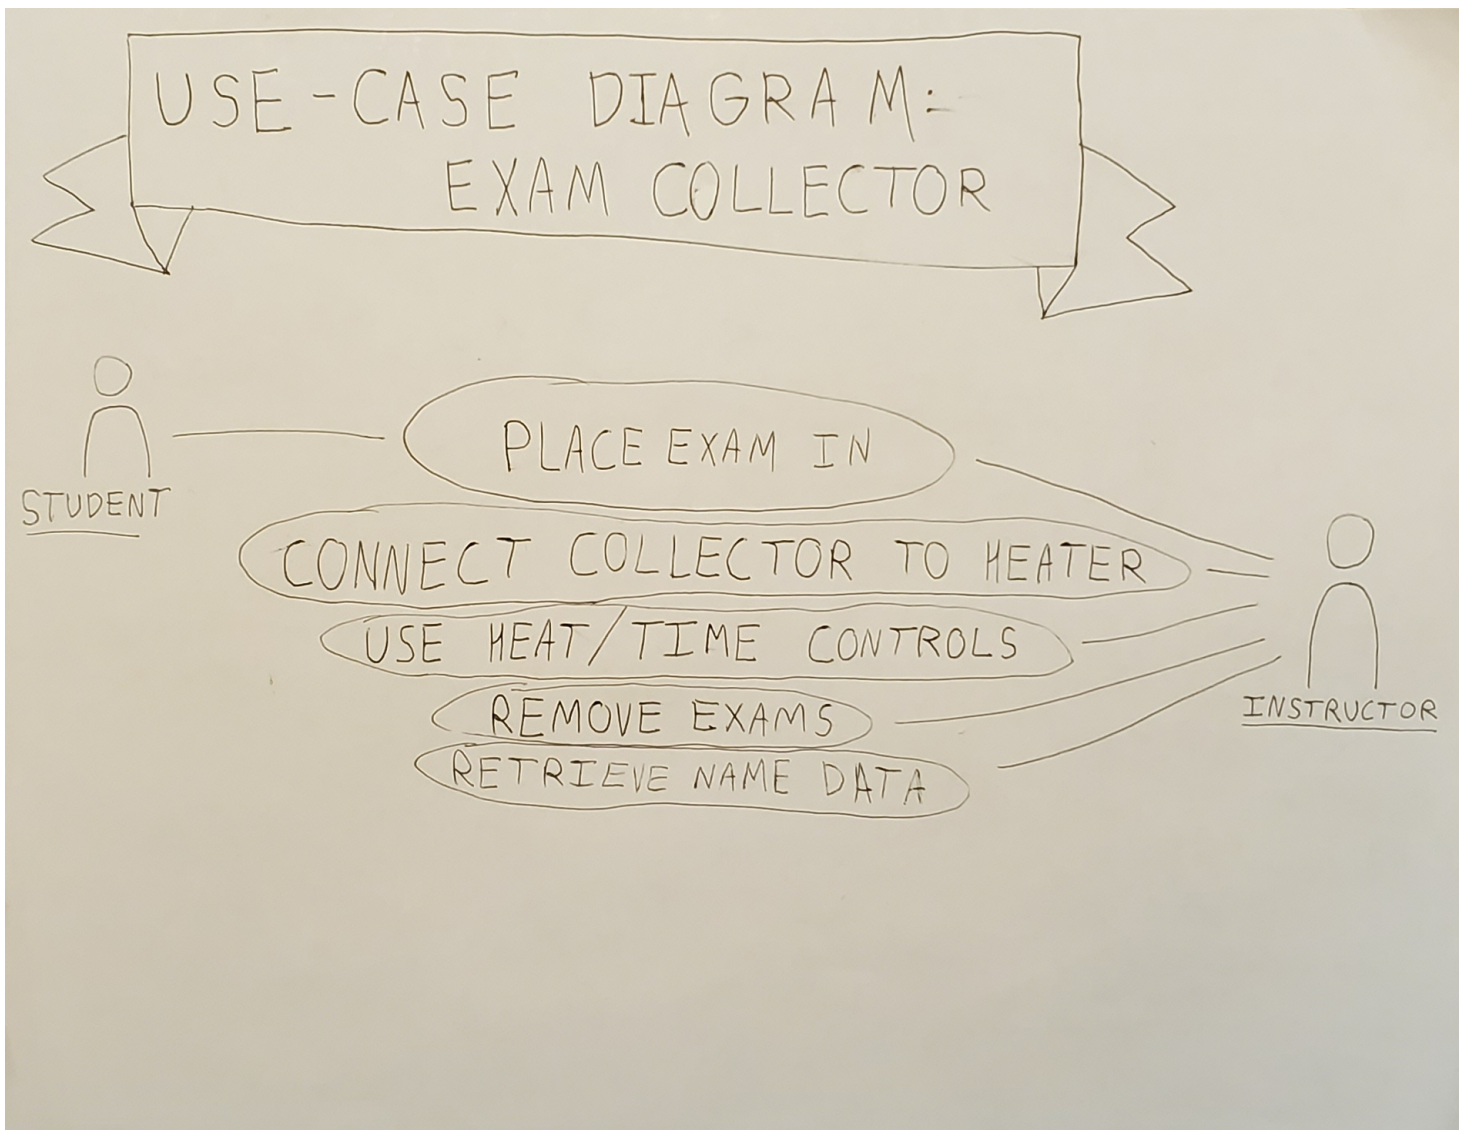 USE-CASE DIAGRAM:
EXAM COLLECTOR
STUDENT
PLACE EXAM IN
CONNECT COLLECTOR TO HEATER
USE HEAT/TIME CONTROLS
REMOVE EXAMS
RETRIEVE NAME DATA
INSTRUCTOR